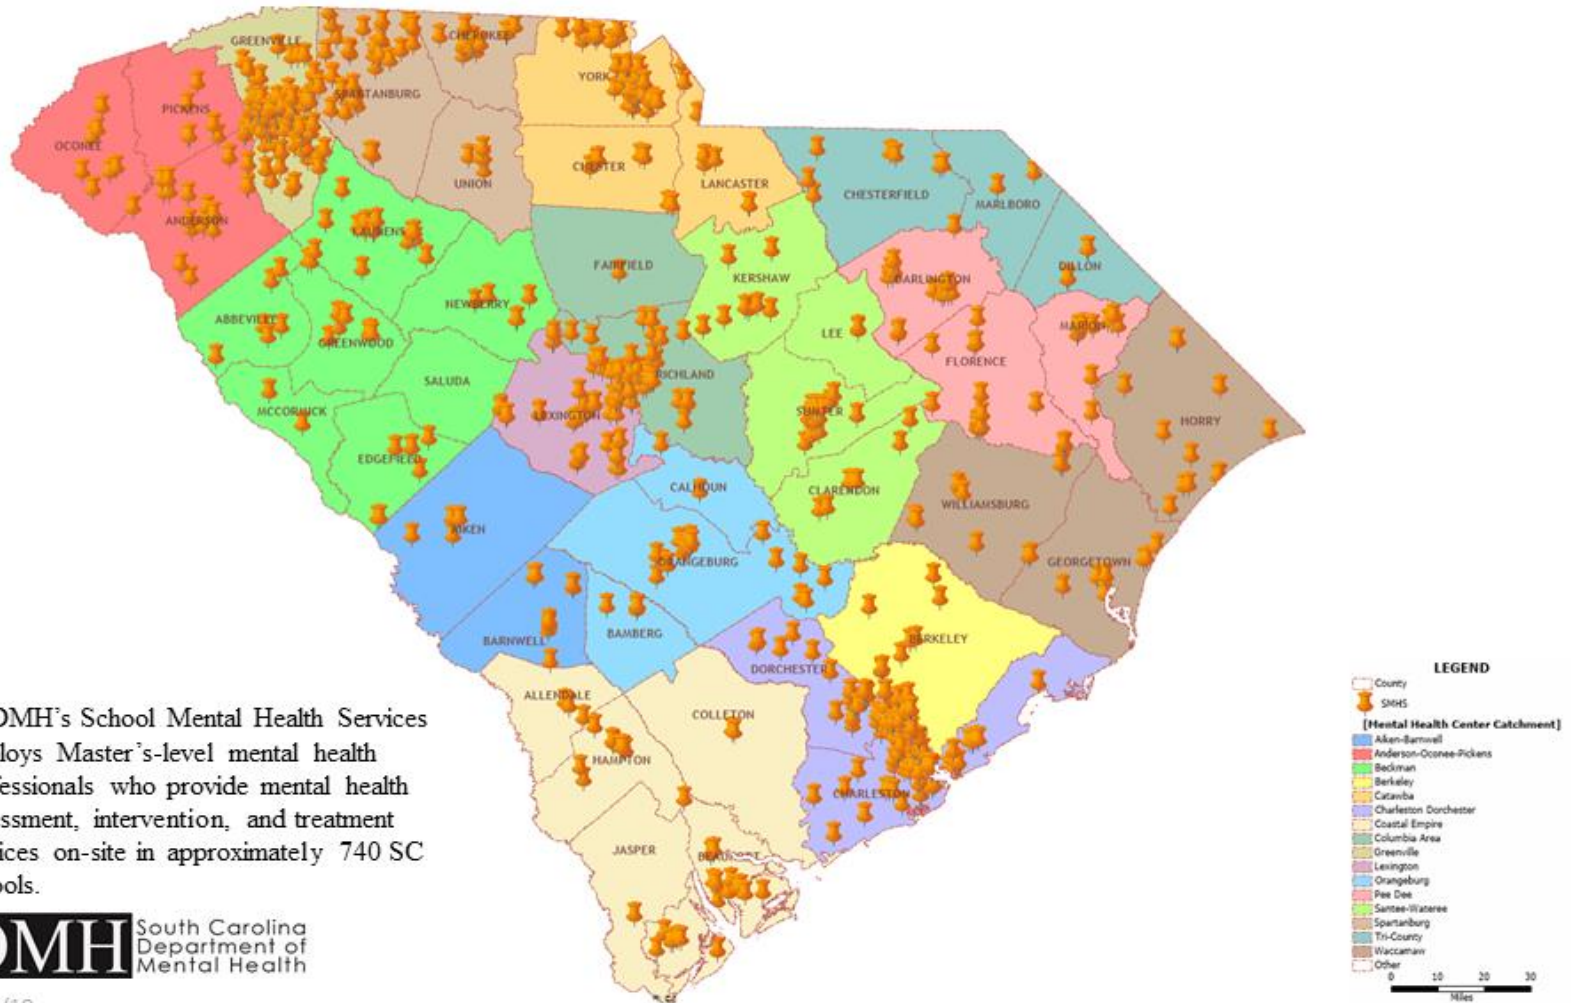 GREENVILLE
CHEROKEE
YORK
SPARTANBURG
PICKENS
OCONEE
UNION
CHESTER
LANCASTER
CHESTERFIELD
MARLBORO
ANDERSON
LAURENS
FAIRFIELD
KERSHAW
DARLINGTON
DILLON
NEWBERRY
ABBEVILLE
GREENWOOD
LEE
MARION
FLORENCE
SALUDA
RICHLAND
MCCORMICK
LEXINGTON
SUMTER
HORRY
EDGEFIELD
CALHOUN
CLARENDON
WILLIAMSBURG
AIKEN
ORANGEBURG
GEORGETOWN
BARNWELL
BAMBERG
BERKELEY
DORCHESTER
ALLENDALE
COLLETON
HAMPTON
CHARLESTON
JASPER
BEAUFORT
DMH's School Mental Health Services
loys Master's-level mental health
essionals who provide mental health
ssment, intervention, and treatment
ices on-site in approximately 740 SC
ools.
DMH South Carolina
Department of
Mental Health
LEGEND
County
SMHS
[Mental Health Center Catchment]
Aiken-Barnwell
Anderson-Oconee-Pickens
Beckman
Berkeley
Catawba
Charleston Dorchester
Coastal Empire
Columbia Area
Greenville
Lexington
Orangeburg
Pee Dee
Santee-Wateree
Spartanburg
Tri-County
Waccamaw
Other
0 10 20 30
Miles